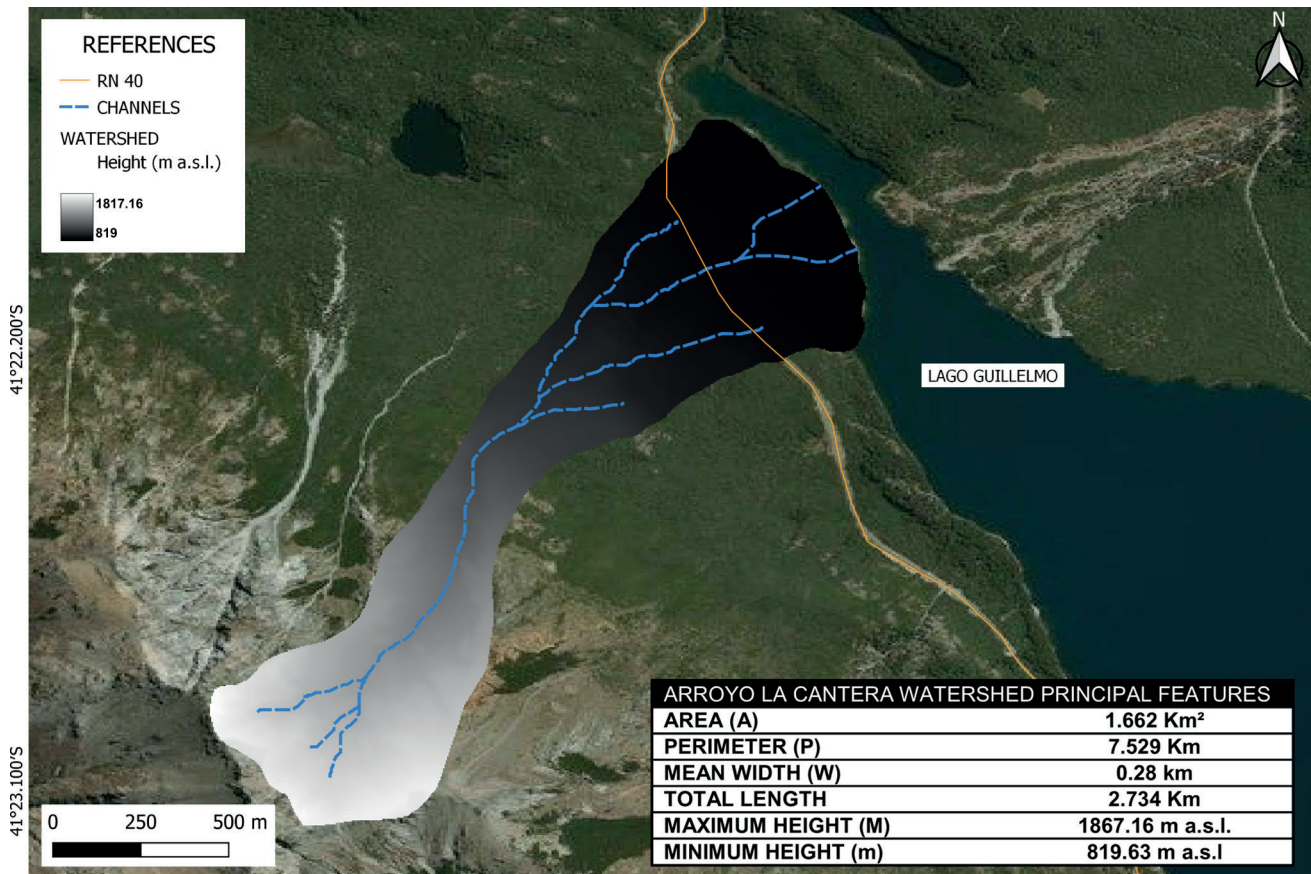 REFERENCES
RN 40
CHANNELS
WATERSHED
Height (m a.s.l.)
1817.16
819
N
41°22.200'S
LAGO GUILLELMO
41°23.100'S
0 250 500 m
ARROYO LA CANTERA WATERSHED PRINCIPAL FEATURES
AREA (A) 1.662 Km²
PERIMETER (P) 7.529 Km
MEAN WIDTH (W) 0.28 km
TOTAL LENGTH 2.734 Km
MAXIMUM HEIGHT (M) 1867.16 m a.s.l.
MINIMUM HEIGHT (m) 819.63 m a.s.l